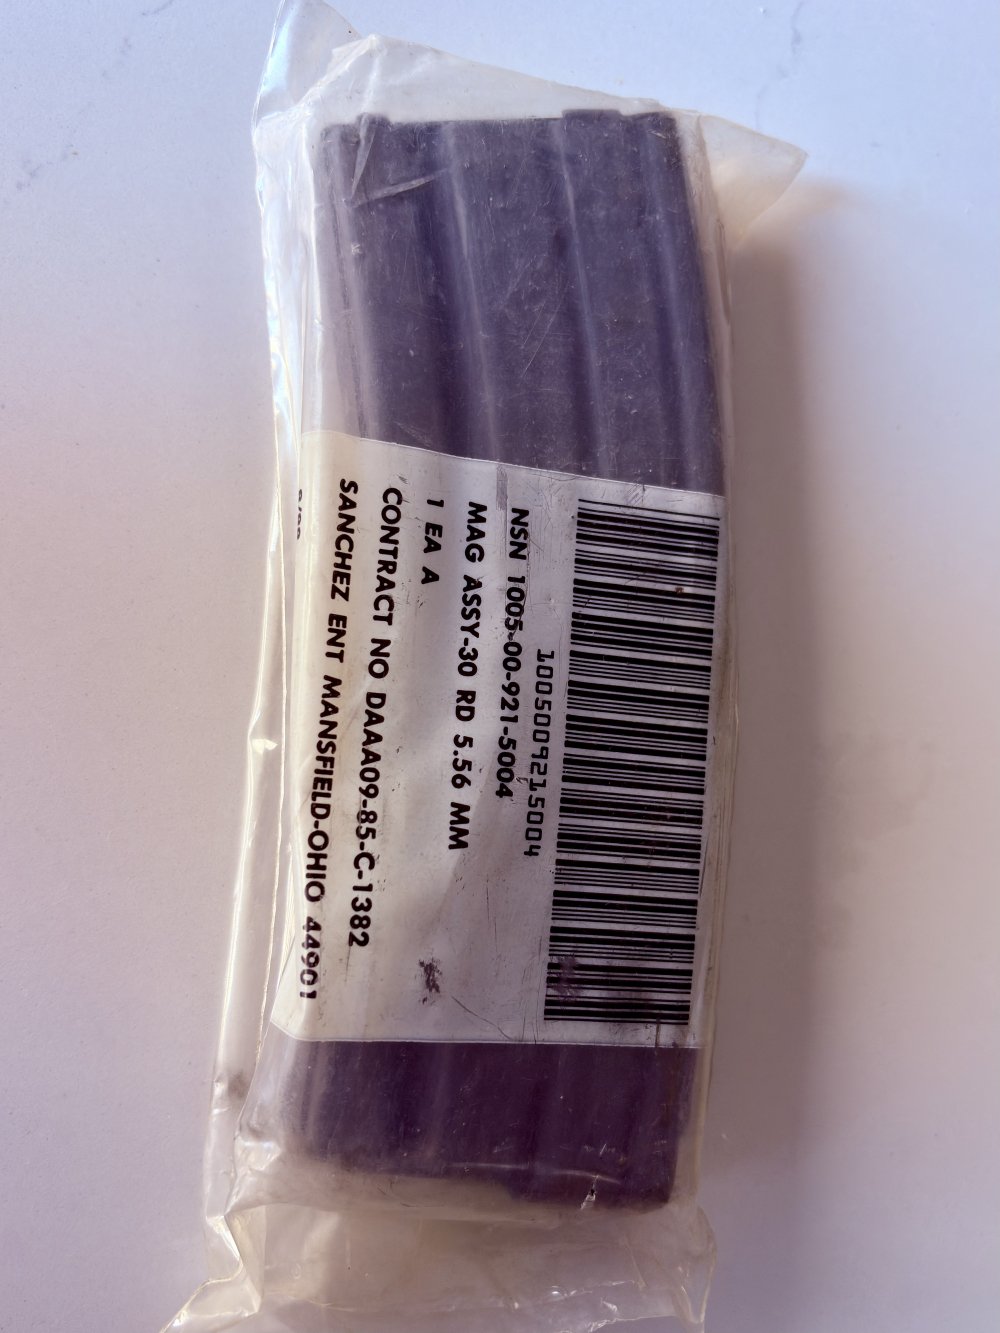 1005009215004
NSN 1005-00-921-5004
MAG ASSY-30 RD 5.56 MM
1 EA A
CONTRACT NO DAAA09-85-C-1382
SANCHEZ ENT MANSFIELD-OHIO 44901